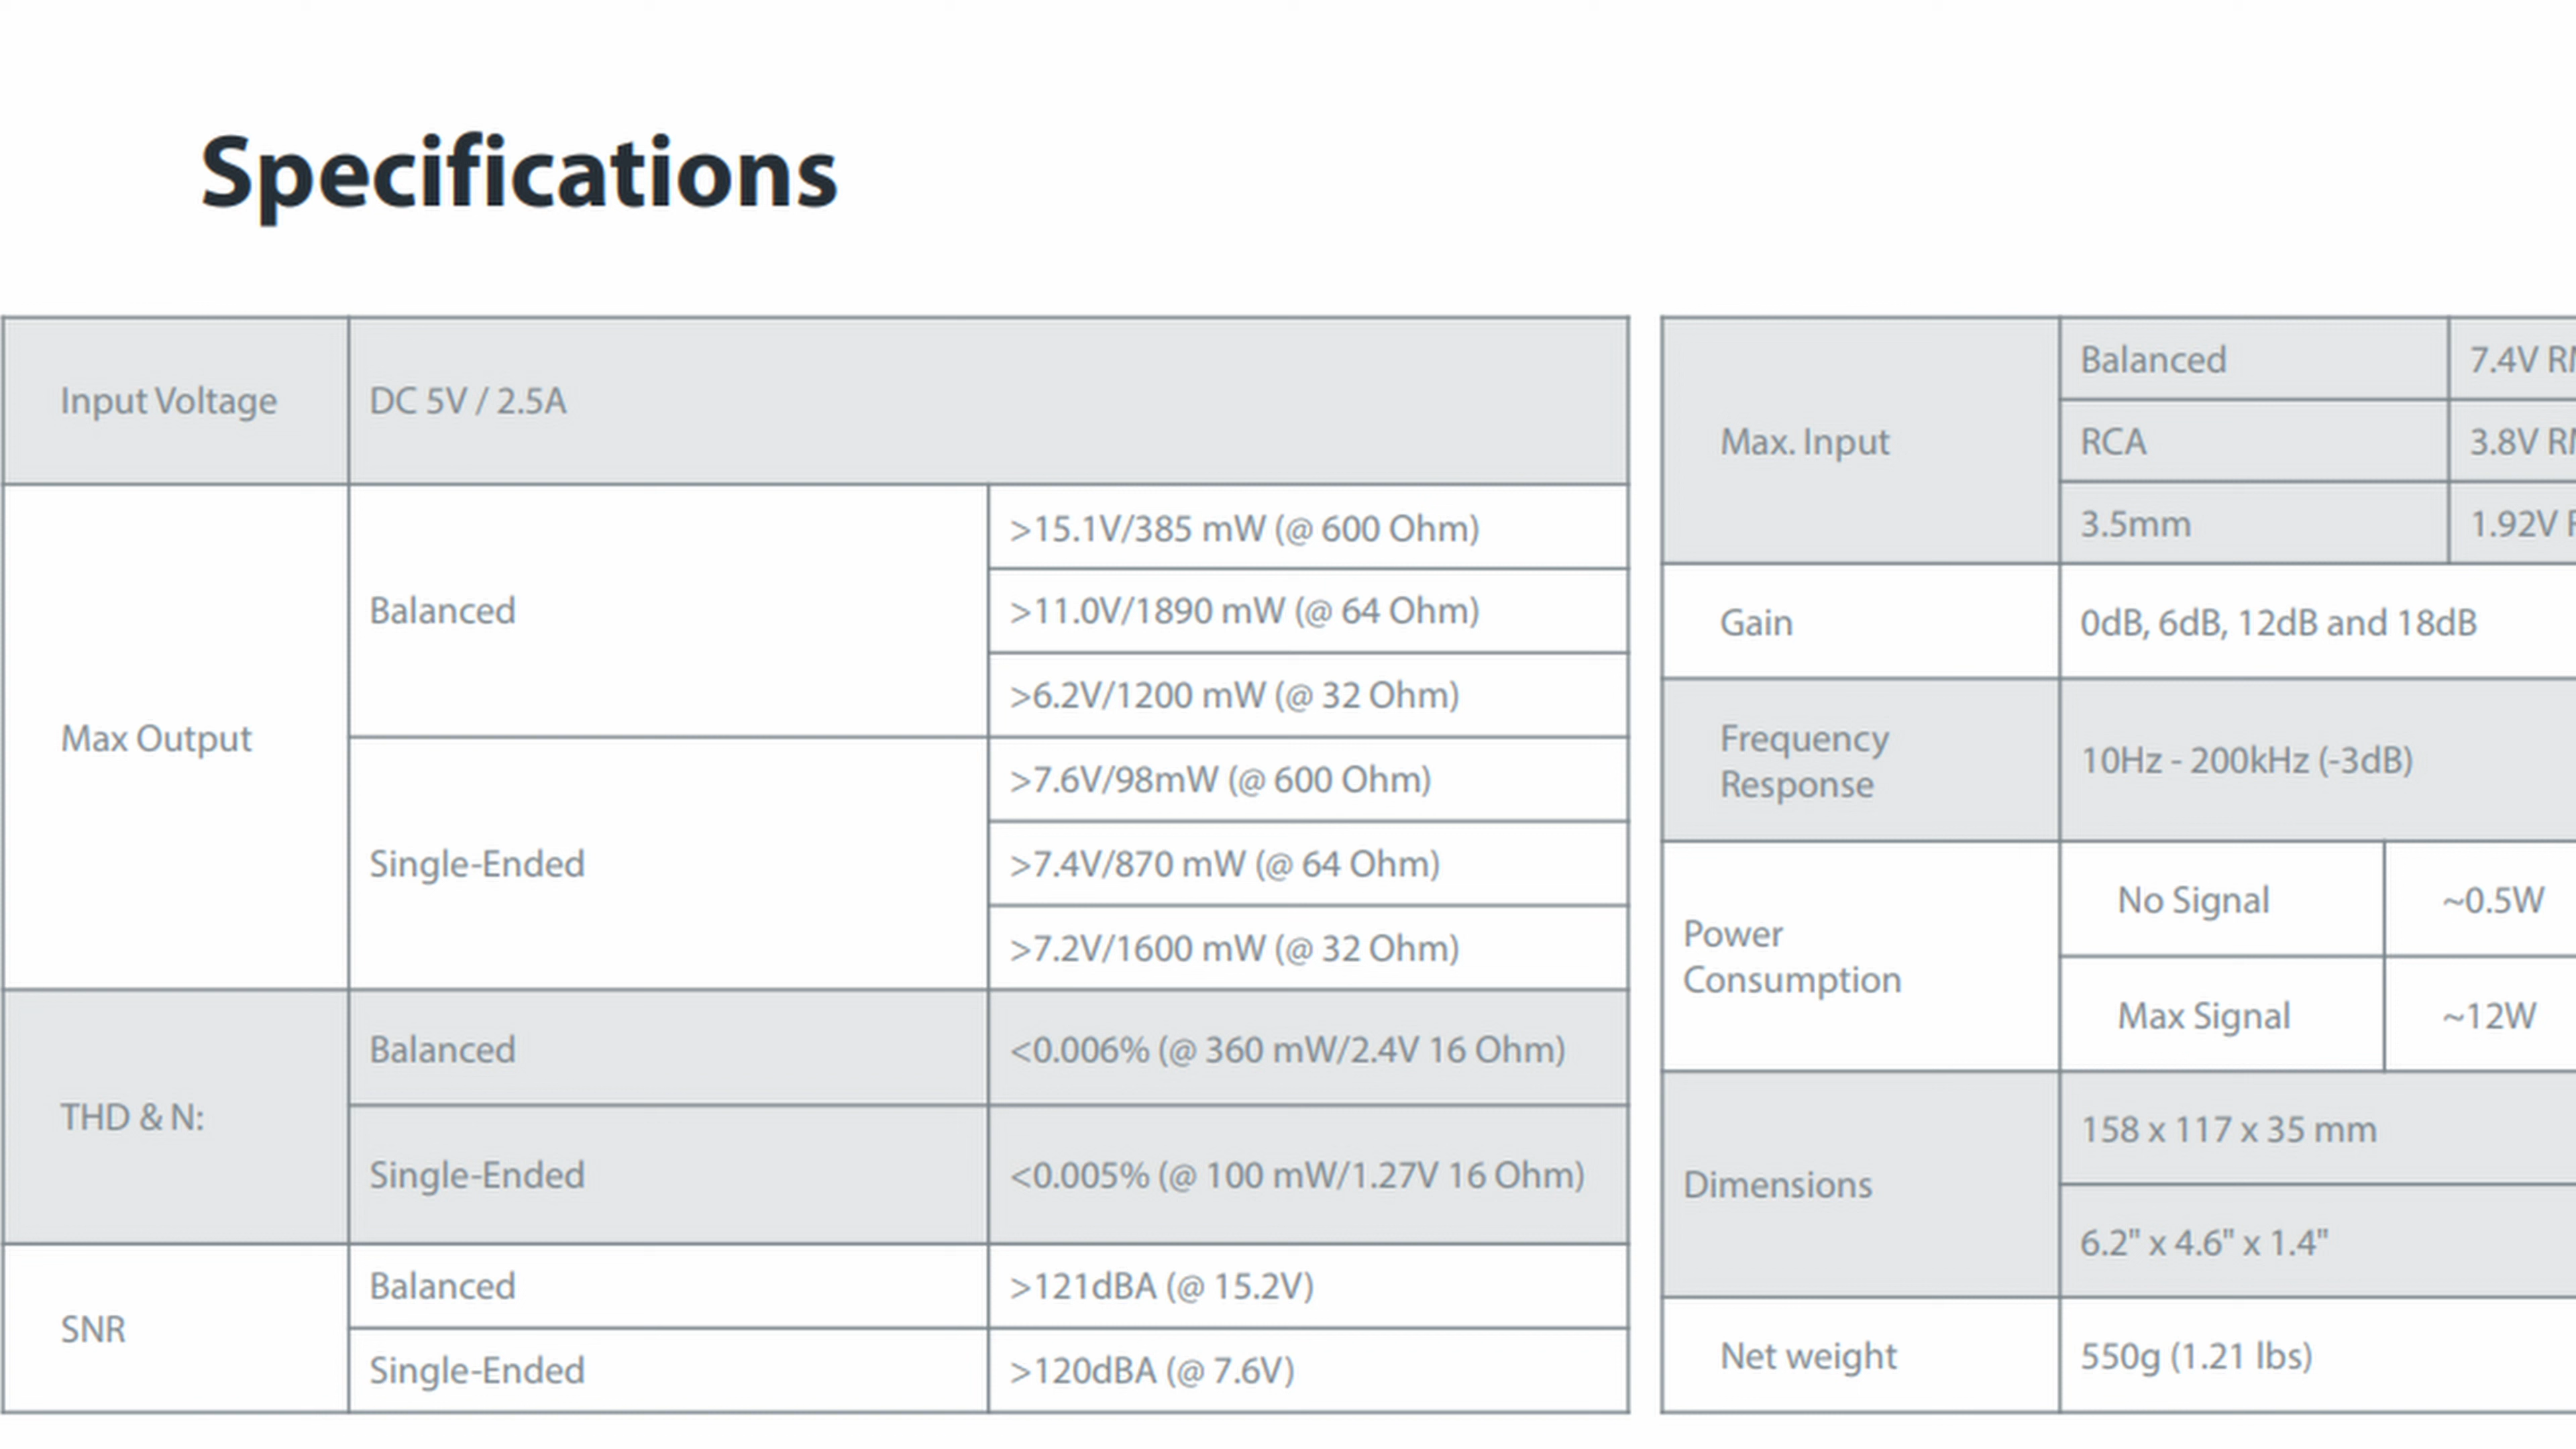 Specifications
Input Voltage
DC 5V / 2.5A
Max Output
Balanced
>15.1V/385 mW (@ 600 Ohm)
>11.0V/1890 mW (@ 64 Ohm)
>6.2V/1200 mW (@ 32 Ohm)
Single-Ended
>7.6V/98mW (@ 600 Ohm)
>7.4V/870 mW (@ 64 Ohm)
>7.2V/1600 mW (@ 32 Ohm)
THD & N:
Balanced
<0.006% (@ 360 mW/2.4V 16 Ohm)
Single-Ended
<0.005% (@ 100 mW/1.27V 16 Ohm)
SNR
Balanced
>121dBA (@ 15.2V)
Single-Ended
>120dBA (@ 7.6V)
Max. Input
Balanced
7.4V
RCA
3.8V
3.5mm
1.92V
Gain
0dB, 6dB, 12dB and 18dB
Frequency
Response
10Hz - 200kHz (-3dB)
Power
Consumption
No Signal
~0.5W
Max Signal
~12W
Dimensions
158 x 117 x 35 mm
6.2" x 4.6" x 1.4"
Net weight
550g (1.21 lbs)